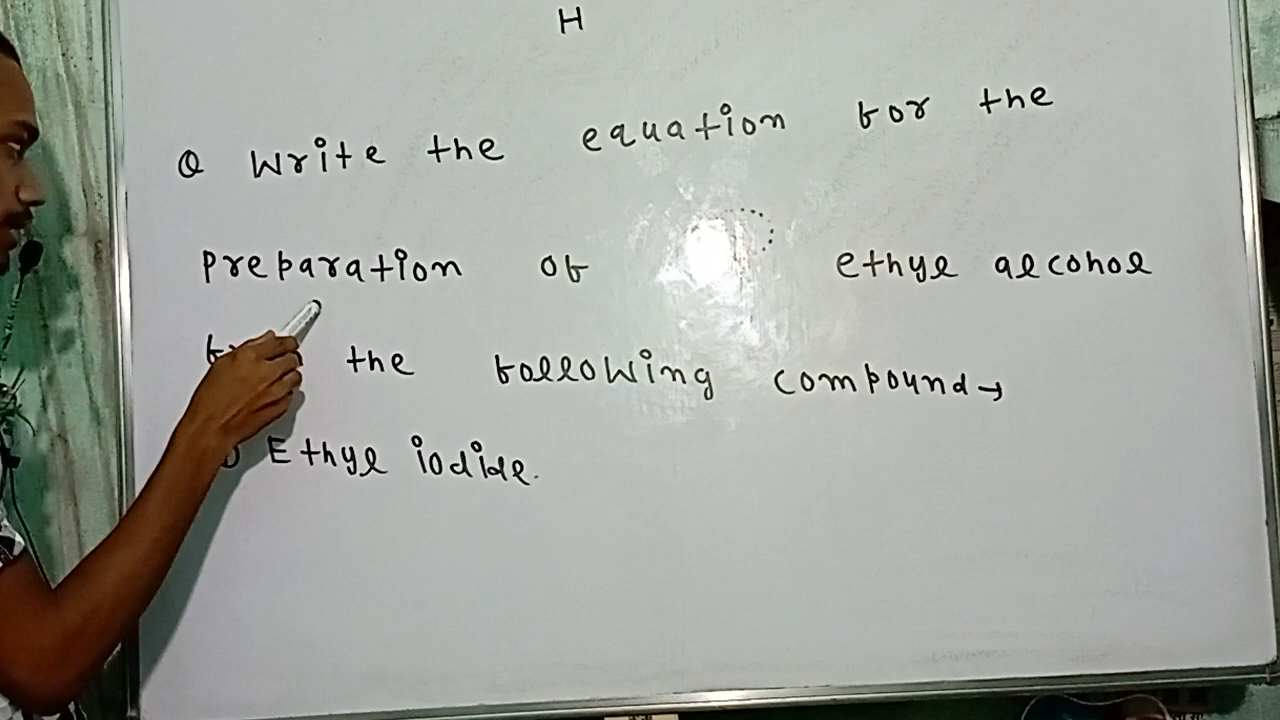 H
Q Write the equation for the
Preparation of ethyl alcohol
the following compound →
Ethyl iodide.